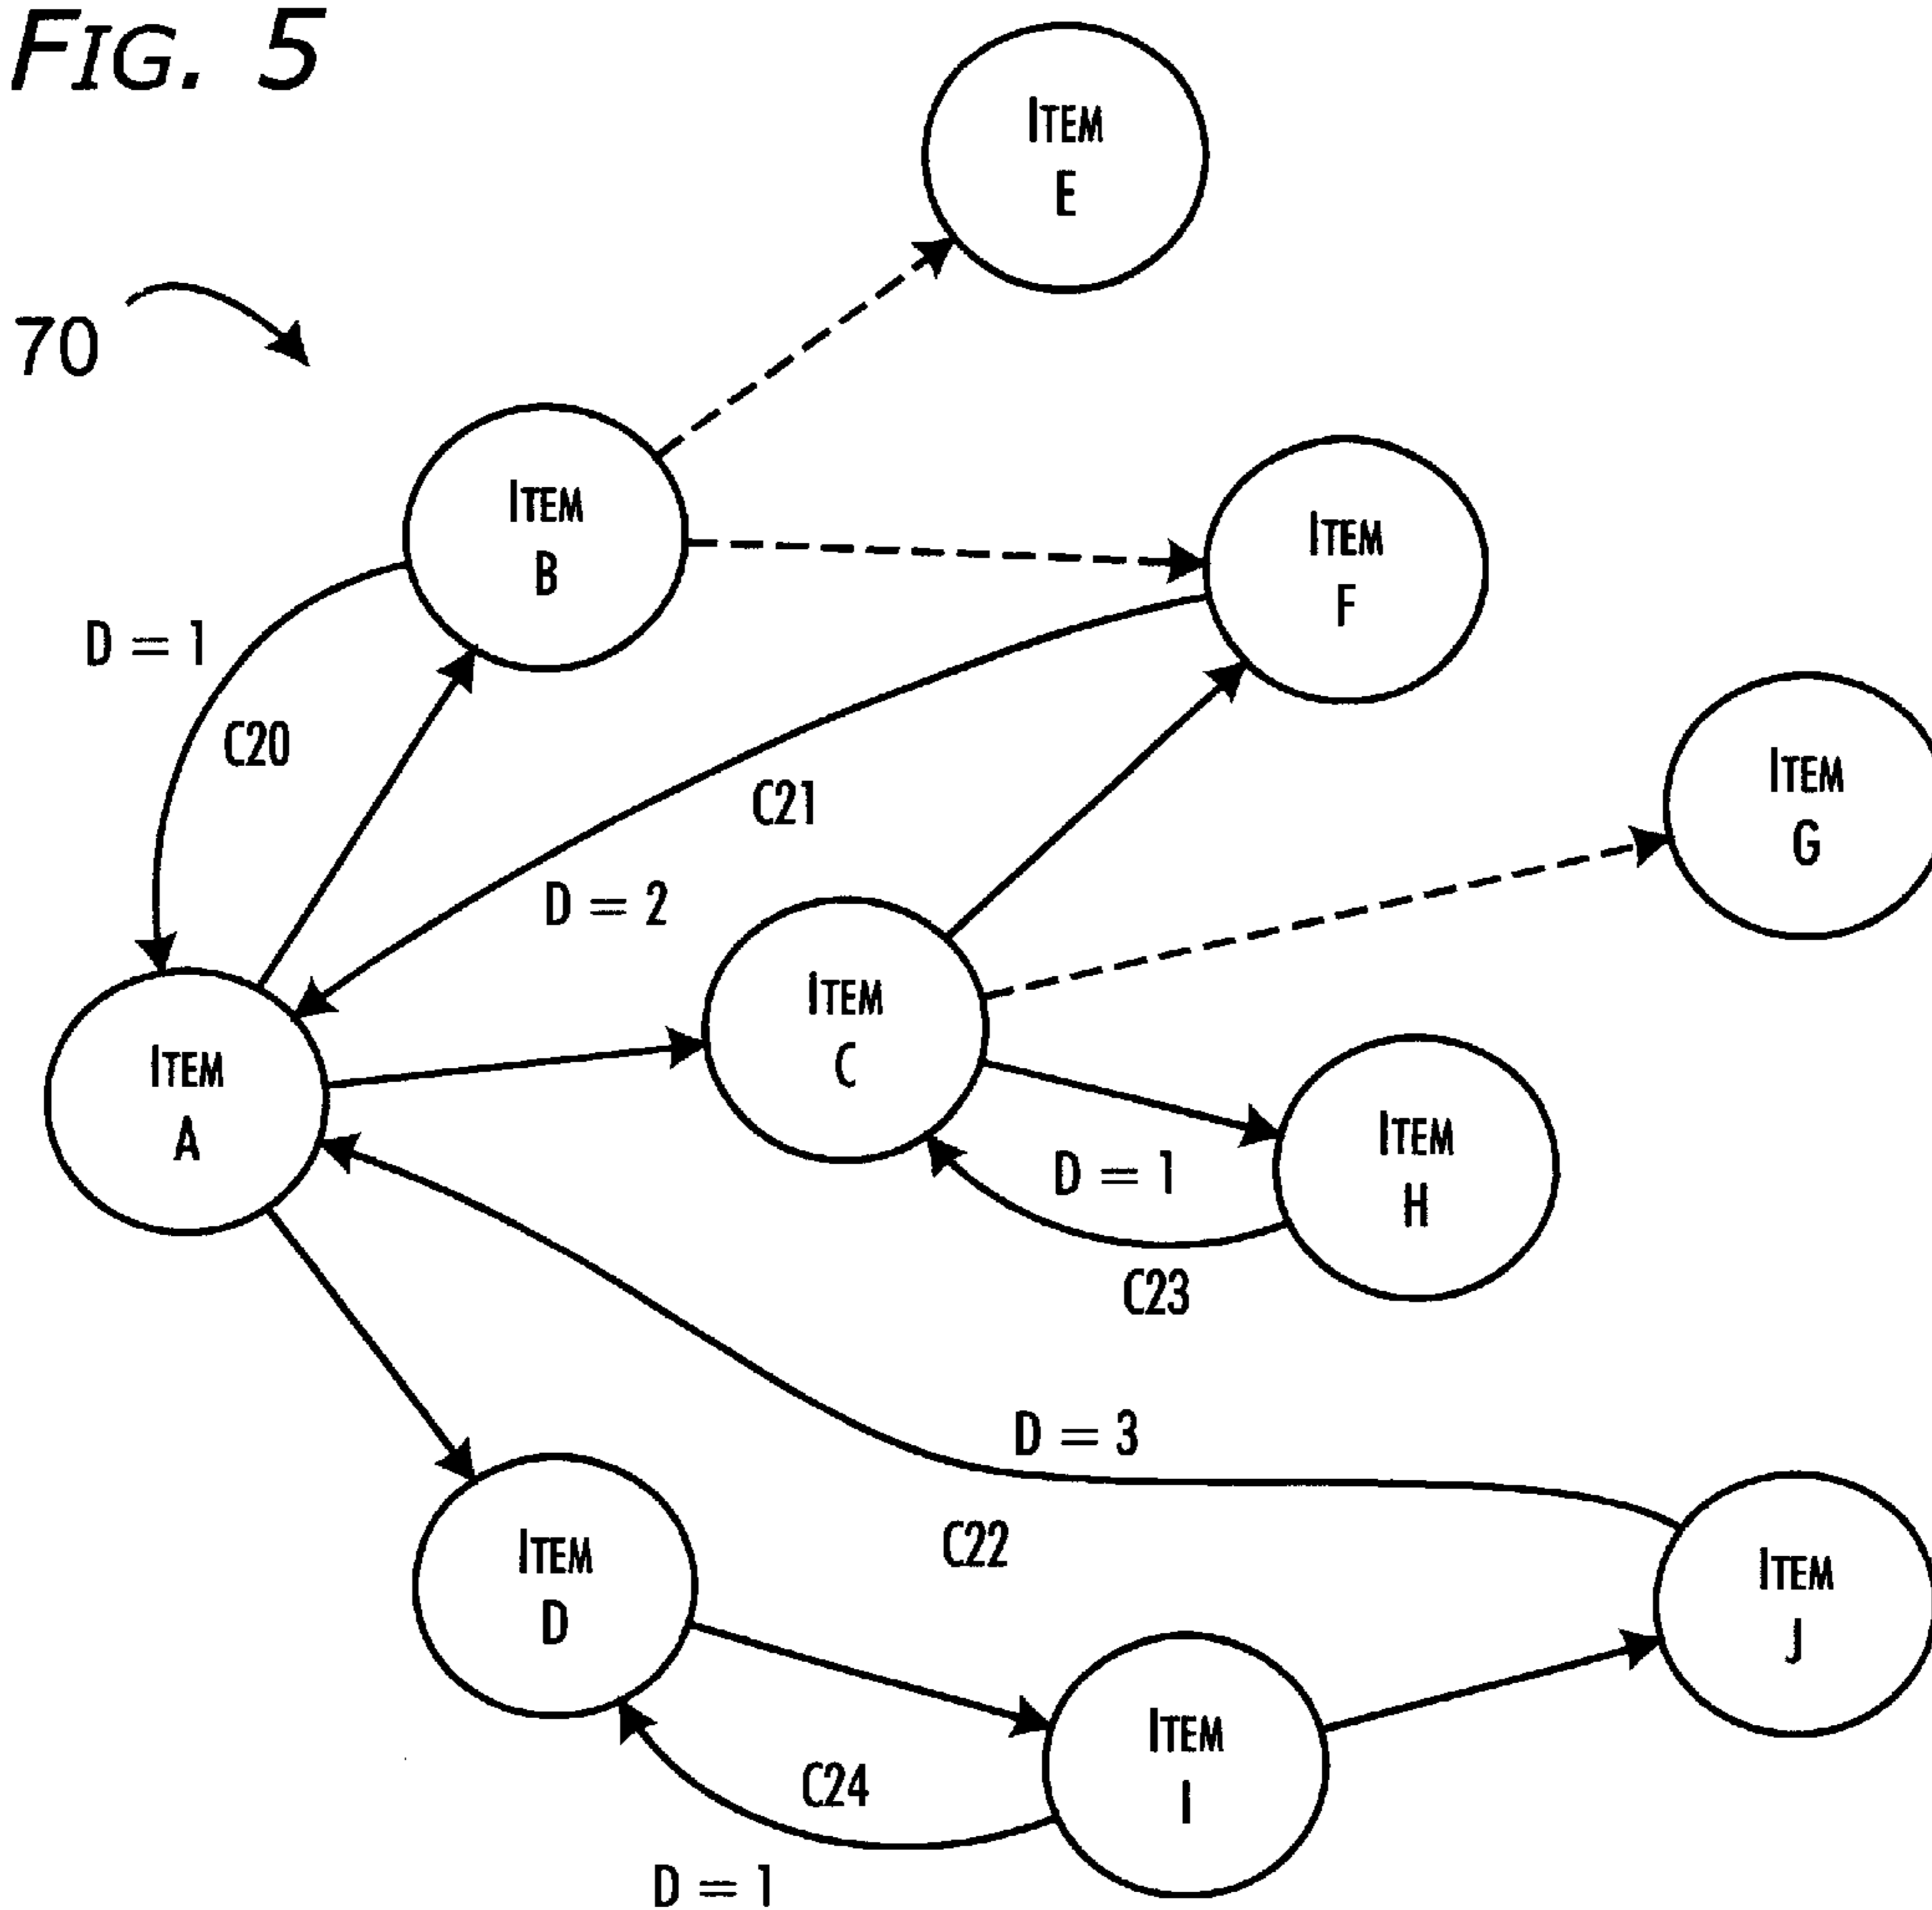 FIG. 5
ITEM
E
70
ITEM
B
ITEM
F
D = 1
C20
C21
ITEM
G
D = 2
ITEM
C
ITEM
A
ITEM
H
D = 1
C23
D = 3
C22
ITEM
D
ITEM
J
ITEM
I
C24
D = 1